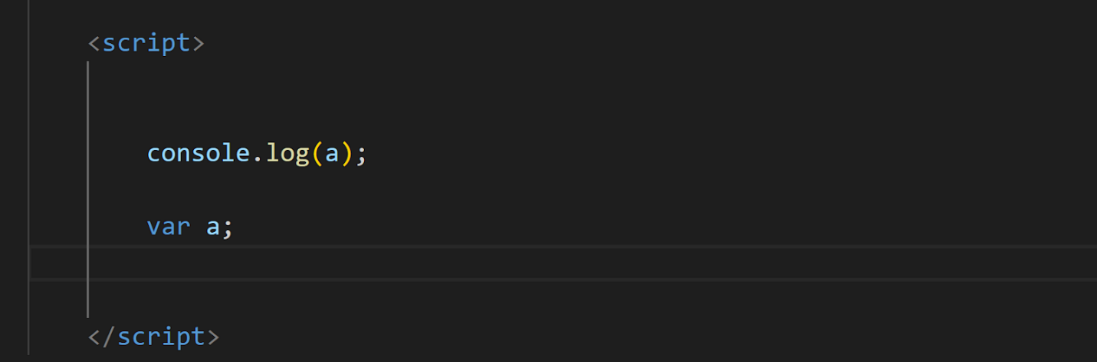 <script>
console.log(a);
var a;
</script>